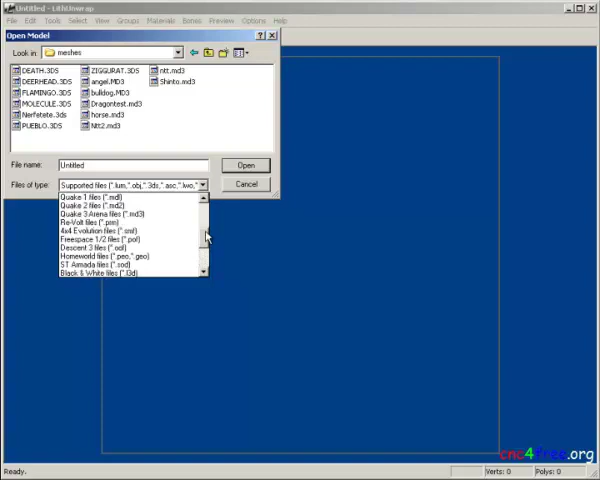 Untitled - LithUnwrap
File Edit Tools Select View Groups Materials Bones Preview Options Help
Open Model
Look in: meshes
DEATH.3DS ZIGGURAT.3DS ntt.md3
DEERHEAD.3DS angel.MD3 Shinto.md3
FLAMINGO.3DS bulldog.MD3
MOLECULE.3DS Dragontest.md3
Nerfetete.3ds horse.md3
PUEBLO.3DS Ntt2.md3
File name: Untitled Open
Files of type: Supported files (*.lum,*.obj,*.3ds,*.asc,*.lwo,* Cancel
Quake 1 files (*.mdl)
Quake 2 files (*.md2)
Quake 3 Arena files (*.md3)
Re-Volt files (*.prm)
4x4 Evolution files (*.smf)
Freespace 1/2 files (*.pof)
Descent 3 files (*.oof)
Homeworld files (*.peo,*.geo)
ST Armada files (*.sod)
Black & White files (*.l3d)
cnc4free.org
Ready. Verts: 0 Polys: 0